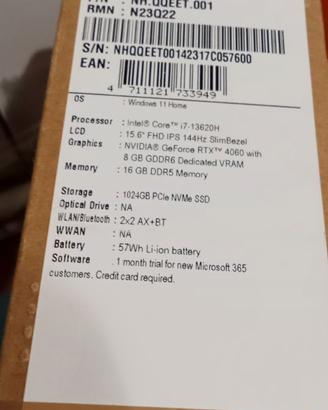 P/N : NH.QQEET.001
RMN : N23Q22
S/N: NHQQEET00142317C057600
EAN:
4 711121 733949
OS : Windows 11 Home
Processor : Intel® Core™ i7-13620H
LCD : 15.6" FHD IPS 144Hz SlimBezel
Graphics : NVIDIA® GeForce RTX™ 4060 with
8 GB GDDR6 Dedicated VRAM
Memory : 16 GB DDR5 Memory
Storage : 1024GB PCIe NVMe SSD
Optical Drive : NA
WLAN/Bluetooth : 2x2 AX+BT
WWAN : NA
Battery : 57Wh Li-ion battery
Software : 1 month trial for new Microsoft 365
customers. Credit card required.